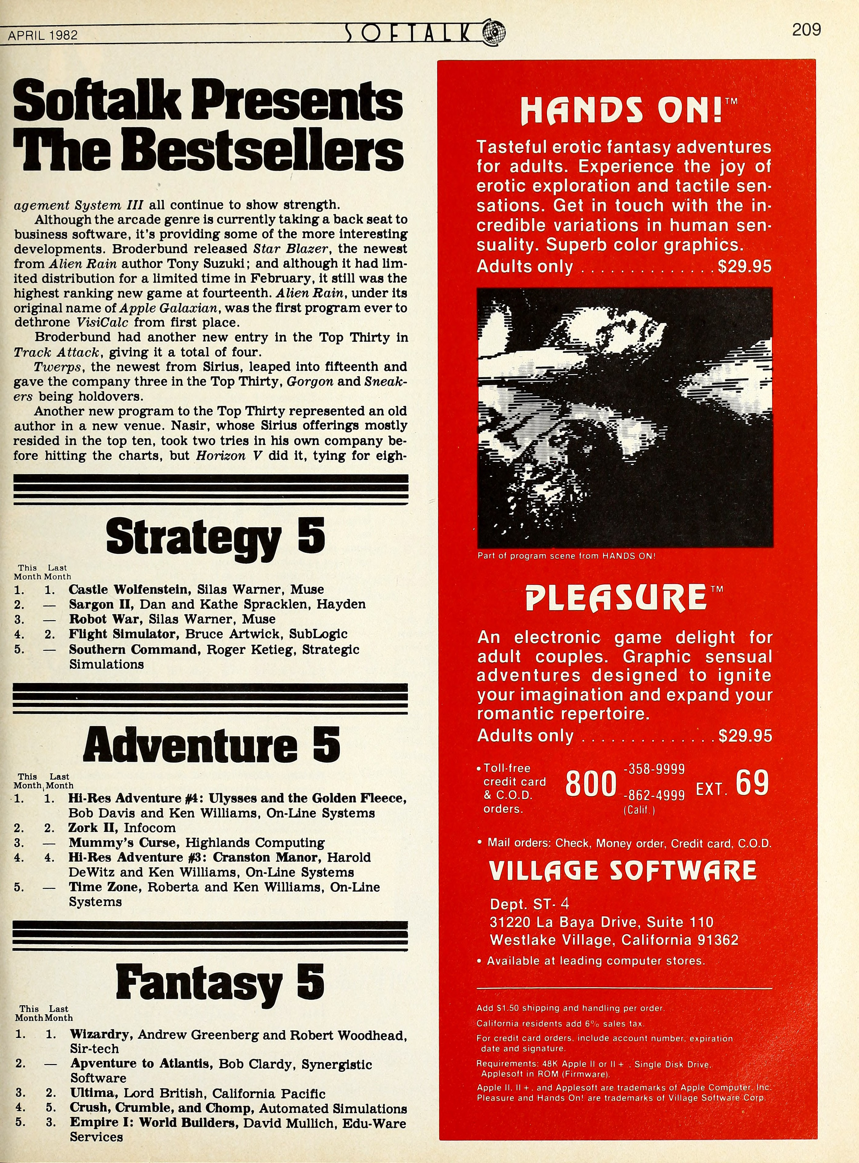 APRIL 1982
SOFTALK
209
Softalk Presents
The Bestsellers
agement System III all continue to show strength.
Although the arcade genre is currently taking a back seat to
business software, it's providing some of the more interesting
developments. Broderbund released Star Blazer, the newest
from Alien Rain author Tony Suzuki; and although it had lim-
ited distribution for a limited time in February, it still was the
highest ranking new game at fourteenth. Alien Rain, under its
original name of Apple Galaxian, was the first program ever to
dethrone VisiCalc from first place.
Broderbund had another new entry in the Top Thirty in
Track Attack, giving it a total of four.
Twerps, the newest from Sirius, leaped into fifteenth and
gave the company three in the Top Thirty, Gorgon and Sneak-
ers being holdovers.
Another new program to the Top Thirty represented an old
author in a new venue. Nasir, whose Sirius offerings mostly
resided in the top ten, took two tries in his own company be-
fore hitting the charts, but Horizon V did it, tying for eigh-
Strategy 5
This Last
Month Month
1. 1. Castle Wolfenstein, Silas Warner, Muse
2. — Sargon II, Dan and Kathe Spracklen, Hayden
3. — Robot War, Silas Warner, Muse
4. 2. Flight Simulator, Bruce Artwick, SubLogic
5. — Southern Command, Roger Ketieg, Strategic
Simulations
Adventure 5
This Last
Month Month
1. 1. Hi-Res Adventure #4: Ulysses and the Golden Fleece,
Bob Davis and Ken Williams, On-Line Systems
2. 2. Zork II, Infocom
3. — Mummy's Curse, Highlands Computing
4. 4. Hi-Res Adventure #3: Cranston Manor, Harold
DeWitz and Ken Williams, On-Line Systems
5. — Time Zone, Roberta and Ken Williams, On-Line
Systems
Fantasy 5
This Last
Month Month
1. 1. Wizardry, Andrew Greenberg and Robert Woodhead,
Sir-tech
2. — Apventure to Atlantis, Bob Clardy, Synergistic
Software
3. 2. Ultima, Lord British, California Pacific
4. 5. Crush, Crumble, and Chomp, Automated Simulations
5. 3. Empire I: World Builders, David Mullich, Edu-Ware
Services
HANDS ON!™
Tasteful erotic fantasy adventures
for adults. Experience the joy of
erotic exploration and tactile sen-
sations. Get in touch with the in-
credible variations in human sen-
suality. Superb color graphics.
Adults only . . . . . . . . . . . . . . $29.95
Part of program scene from HANDS ON!
PLEASURE™
An electronic game delight for
adult couples. Graphic sensual
adventures designed to ignite
your imagination and expand your
romantic repertoire.
Adults only . . . . . . . . . . . . . . $29.95
• Toll-free
credit card
& C.O.D.
orders.
800 -358-9999
-862-4999
(Calif.)
EXT. 69
• Mail orders: Check, Money order, Credit card, C.O.D.
VILLAGE SOFTWARE
Dept. ST- 4
31220 La Baya Drive, Suite 110
Westlake Village, California 91362
• Available at leading computer stores.
Add $1.50 shipping and handling per order.
California residents add 6% sales tax.
For credit card orders, include account number, expiration
date and signature.
Requirements: 48K Apple II or II + , Single Disk Drive,
Applesoft in ROM (Firmware).
Apple II, II + , and Applesoft are trademarks of Apple Computer, Inc.
Pleasure and Hands On! are trademarks of Village Software Corp.